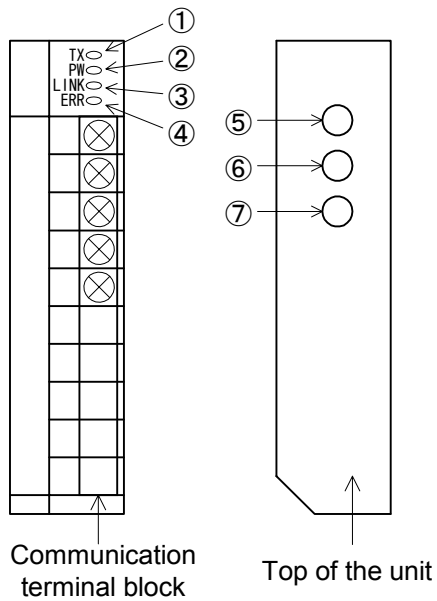 ①
TX
②
PW
③
LINK
④
ERR
⑤
⑥
⑦
Communication
terminal block
Top of the unit